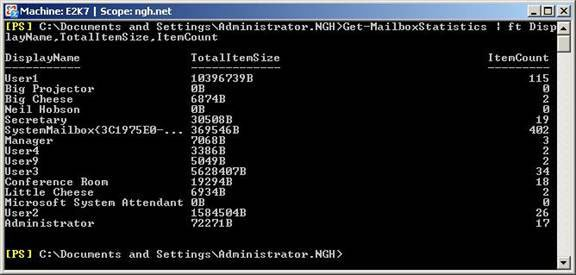 Machine: E2K7 | Scope: ngh.net
[PS] C:\Documents and Settings\Administrator.NGH>Get-MailboxStatistics | ft Disp
layName,TotalItemSize,ItemCount
DisplayName TotalItemSize ItemCount
----------- ------------- ---------
User1 10396739B 115
Big Projector 0B 0
Big Cheese 6874B 2
Neil Hobson 0B 0
Secretary 30508B 19
SystemMailbox{3C1975E0-... 369546B 402
Manager 7068B 3
User4 3386B 2
User9 5049B 2
User3 5628407B 34
Conference Room 19294B 18
Little Cheese 6934B 2
Microsoft System Attendant 0B 0
User2 1584504B 26
Administrator 72271B 17
[PS] C:\Documents and Settings\Administrator.NGH>